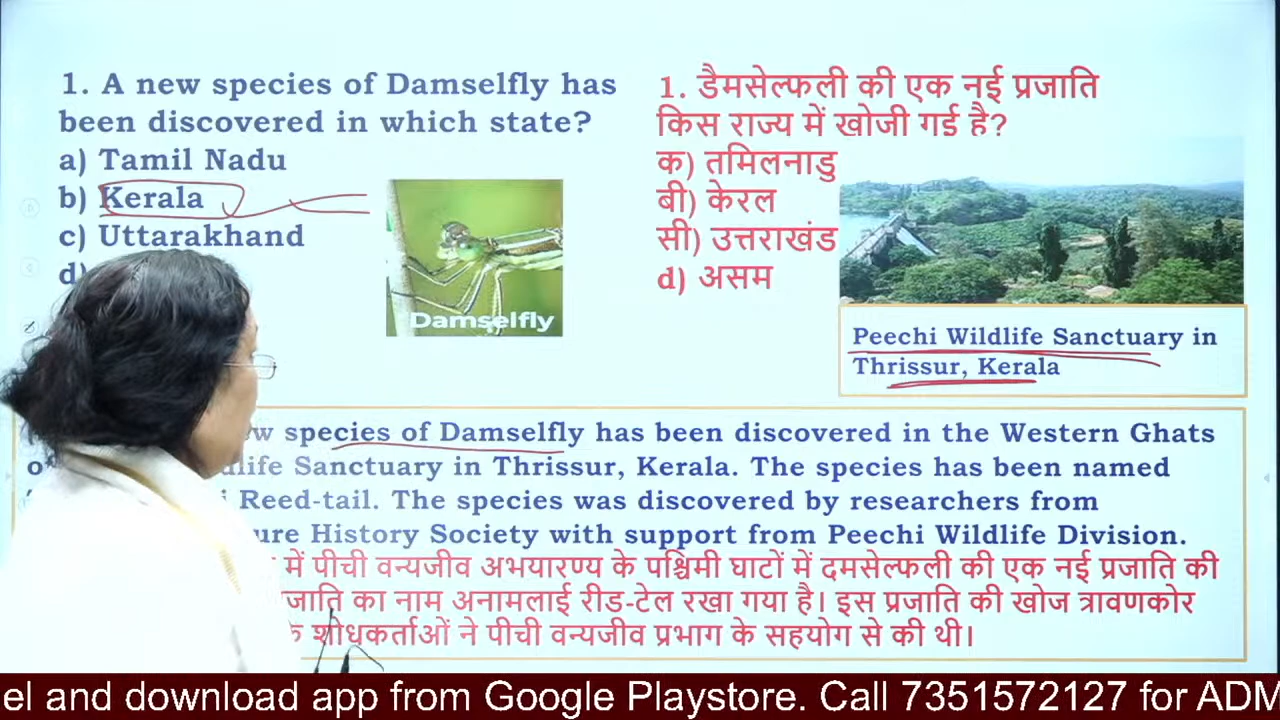 1. A new species of Damselfly has
been discovered in which state?
a) Tamil Nadu
b) Kerala
c) Uttarakhand
d)
Damselfly
1. डैमसेल्फली की एक नई प्रजाति
किस राज्य में खोजी गई है?
क) तमिलनाडु
बी) केरल
सी) उत्तराखंड
d) असम
Peechi Wildlife Sanctuary in
Thrissur, Kerala
species of Damselfly has been discovered in the Western Ghats
Sanctuary in Thrissur, Kerala. The species has been named
Reed-tail. The species was discovered by researchers from
History Society with support from Peechi Wildlife Division.
में पीची वन्यजीव अभयारण्य के पश्चिमी घाटों में दमसेल्फली की एक नई प्रजाति की
का नाम अनामलाई रीड-टेल रखा गया है। इस प्रजाति की खोज त्रावणकोर
शोधकर्ताओं ने पीची वन्यजीव प्रभाग के सहयोग से की थी।
el and download app from Google Playstore. Call 7351572127 for ADM